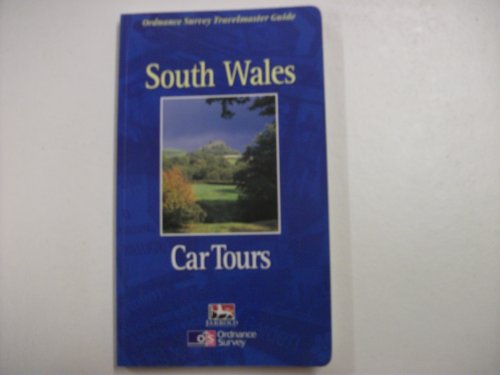 Ordnance Survey Travelmaster Guide
South Wales
Car Tours
JARROLD
OS Ordnance
Survey